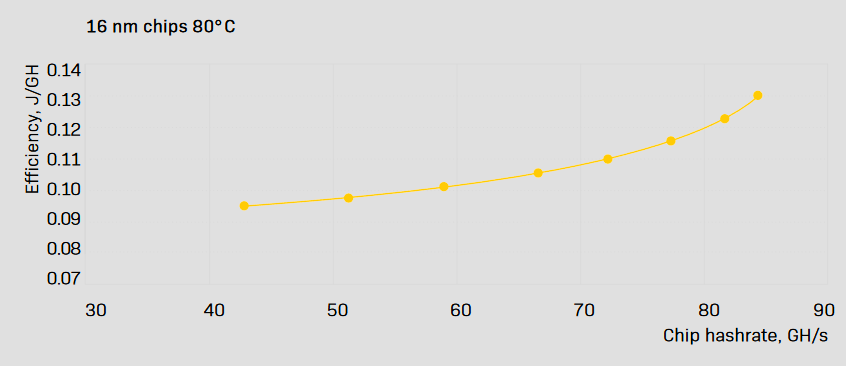 16 nm chips 80°C
Efficiency, J/GH
0.14
0.13
0.12
0.11
0.10
0.09
0.08
0.07
30 40 50 60 70 80 90
Chip hashrate, GH/s